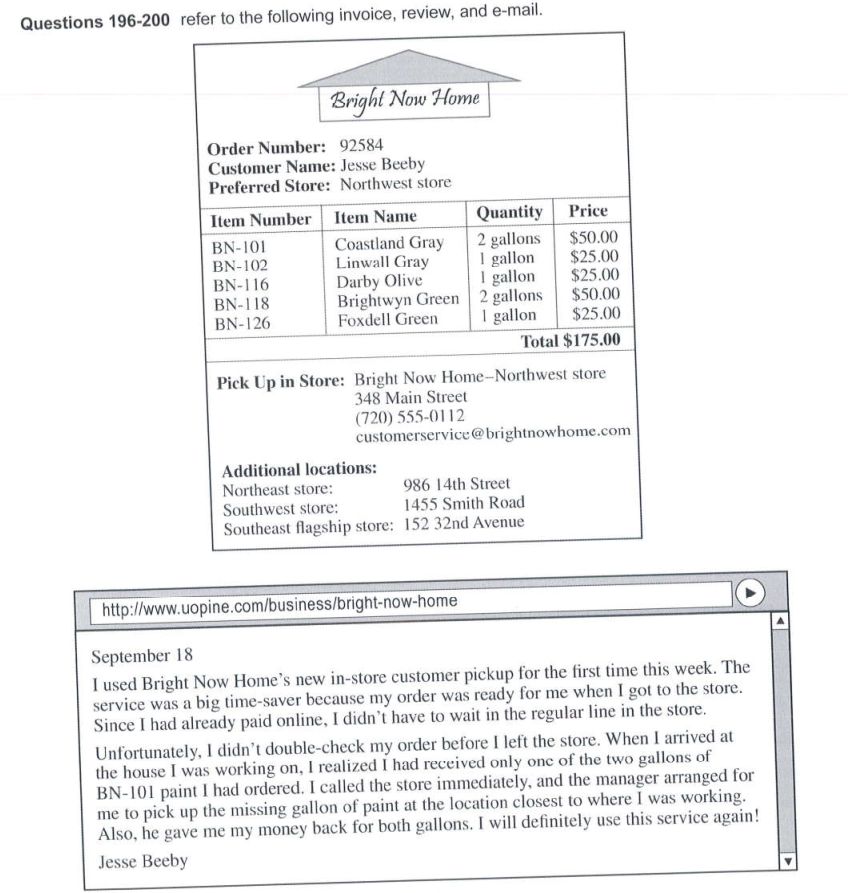 Questions 196-200 refer to the following invoice, review, and e-mail.
Bright Now Home
Order Number: 92584
Customer Name: Jesse Beeby
Preferred Store: Northwest store
Item Number Item Name Quantity Price
BN-101 Coastland Gray 2 gallons $50.00
BN-102 Linwall Gray 1 gallon $25.00
BN-116 Darby Olive 1 gallon $25.00
BN-118 Brightwyn Green 2 gallons $50.00
BN-126 Foxdell Green 1 gallon $25.00
Total $175.00
Pick Up in Store: Bright Now Home–Northwest store
348 Main Street
(720) 555-0112
customerservice@brightnowhome.com
Additional locations:
Northeast store: 986 14th Street
Southwest store: 1455 Smith Road
Southeast flagship store: 152 32nd Avenue
http://www.uopine.com/business/bright-now-home
September 18
I used Bright Now Home's new in-store customer pickup for the first time this week. The
service was a big time-saver because my order was ready for me when I got to the store.
Since I had already paid online, I didn't have to wait in the regular line in the store.
Unfortunately, I didn't double-check my order before I left the store. When I arrived at
the house I was working on, I realized I had received only one of the two gallons of
BN-101 paint I had ordered. I called the store immediately, and the manager arranged for
me to pick up the missing gallon of paint at the location closest to where I was working.
Also, he gave me my money back for both gallons. I will definitely use this service again!
Jesse Beeby